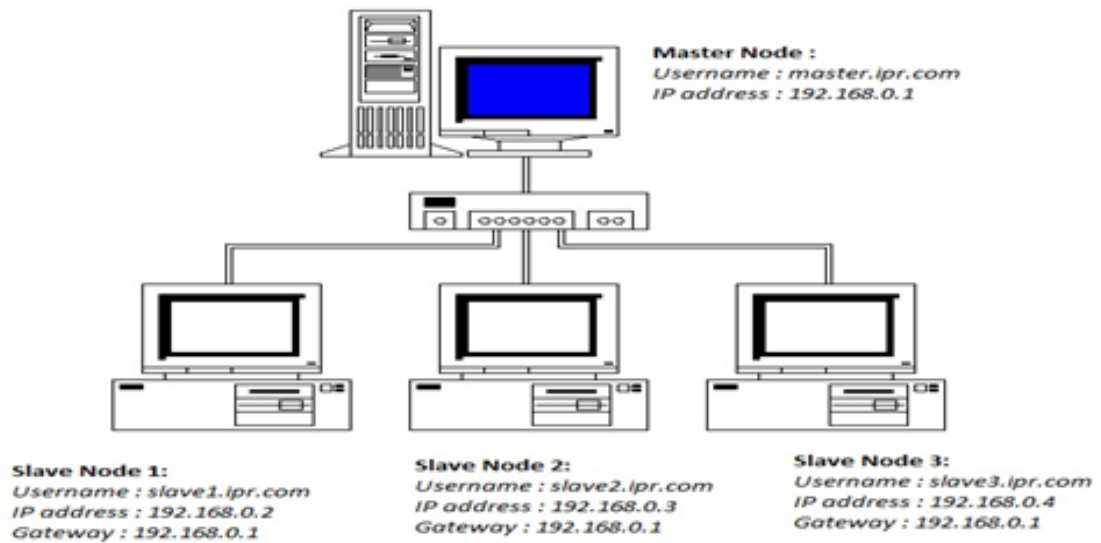 Master Node :
Username : master.ipr.com
IP address : 192.168.0.1
Slave Node 1:
Username : slave1.ipr.com
IP address : 192.168.0.2
Gateway : 192.168.0.1
Slave Node 2:
Username : slave2.ipr.com
IP address : 192.168.0.3
Gateway : 192.168.0.1
Slave Node 3:
Username : slave3.ipr.com
IP address : 192.168.0.4
Gateway : 192.168.0.1